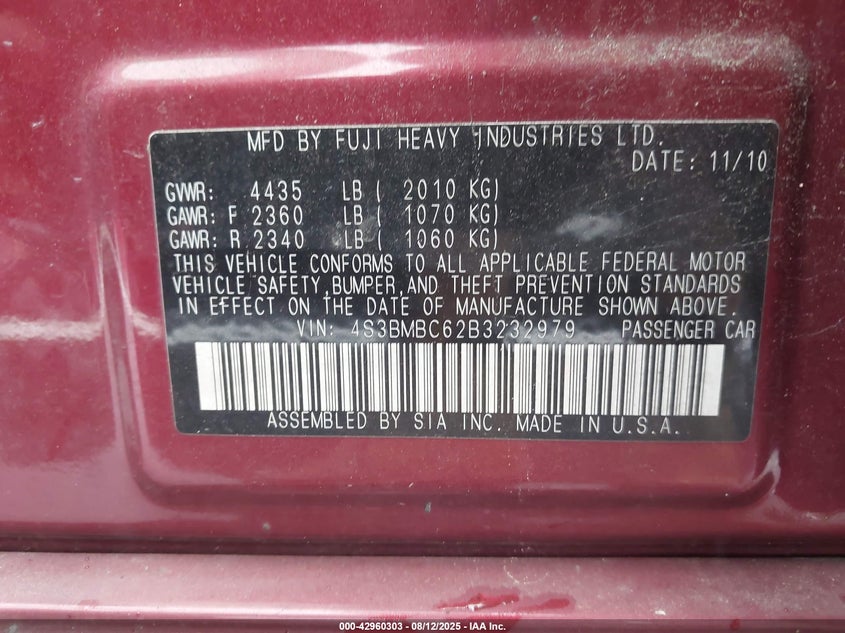 MFD BY FUJI HEAVY INDUSTRIES LTD.
DATE: 11/10
GVWR: 4435 LB ( 2010 KG)
GAWR: F 2360 LB ( 1070 KG)
GAWR: R 2340 LB ( 1060 KG)
THIS VEHICLE CONFORMS TO ALL APPLICABLE FEDERAL MOTOR
VEHICLE SAFETY,BUMPER,AND THEFT PREVENTION STANDARDS
IN EFFECT ON THE DATE OF MANUFACTURE SHOWN ABOVE.
VIN: 4S3BMBC62B3232979 PASSENGER CAR
ASSEMBLED BY SIA INC. MADE IN U.S.A.
000-42960303 - 08/12/2025 - IAA Inc.